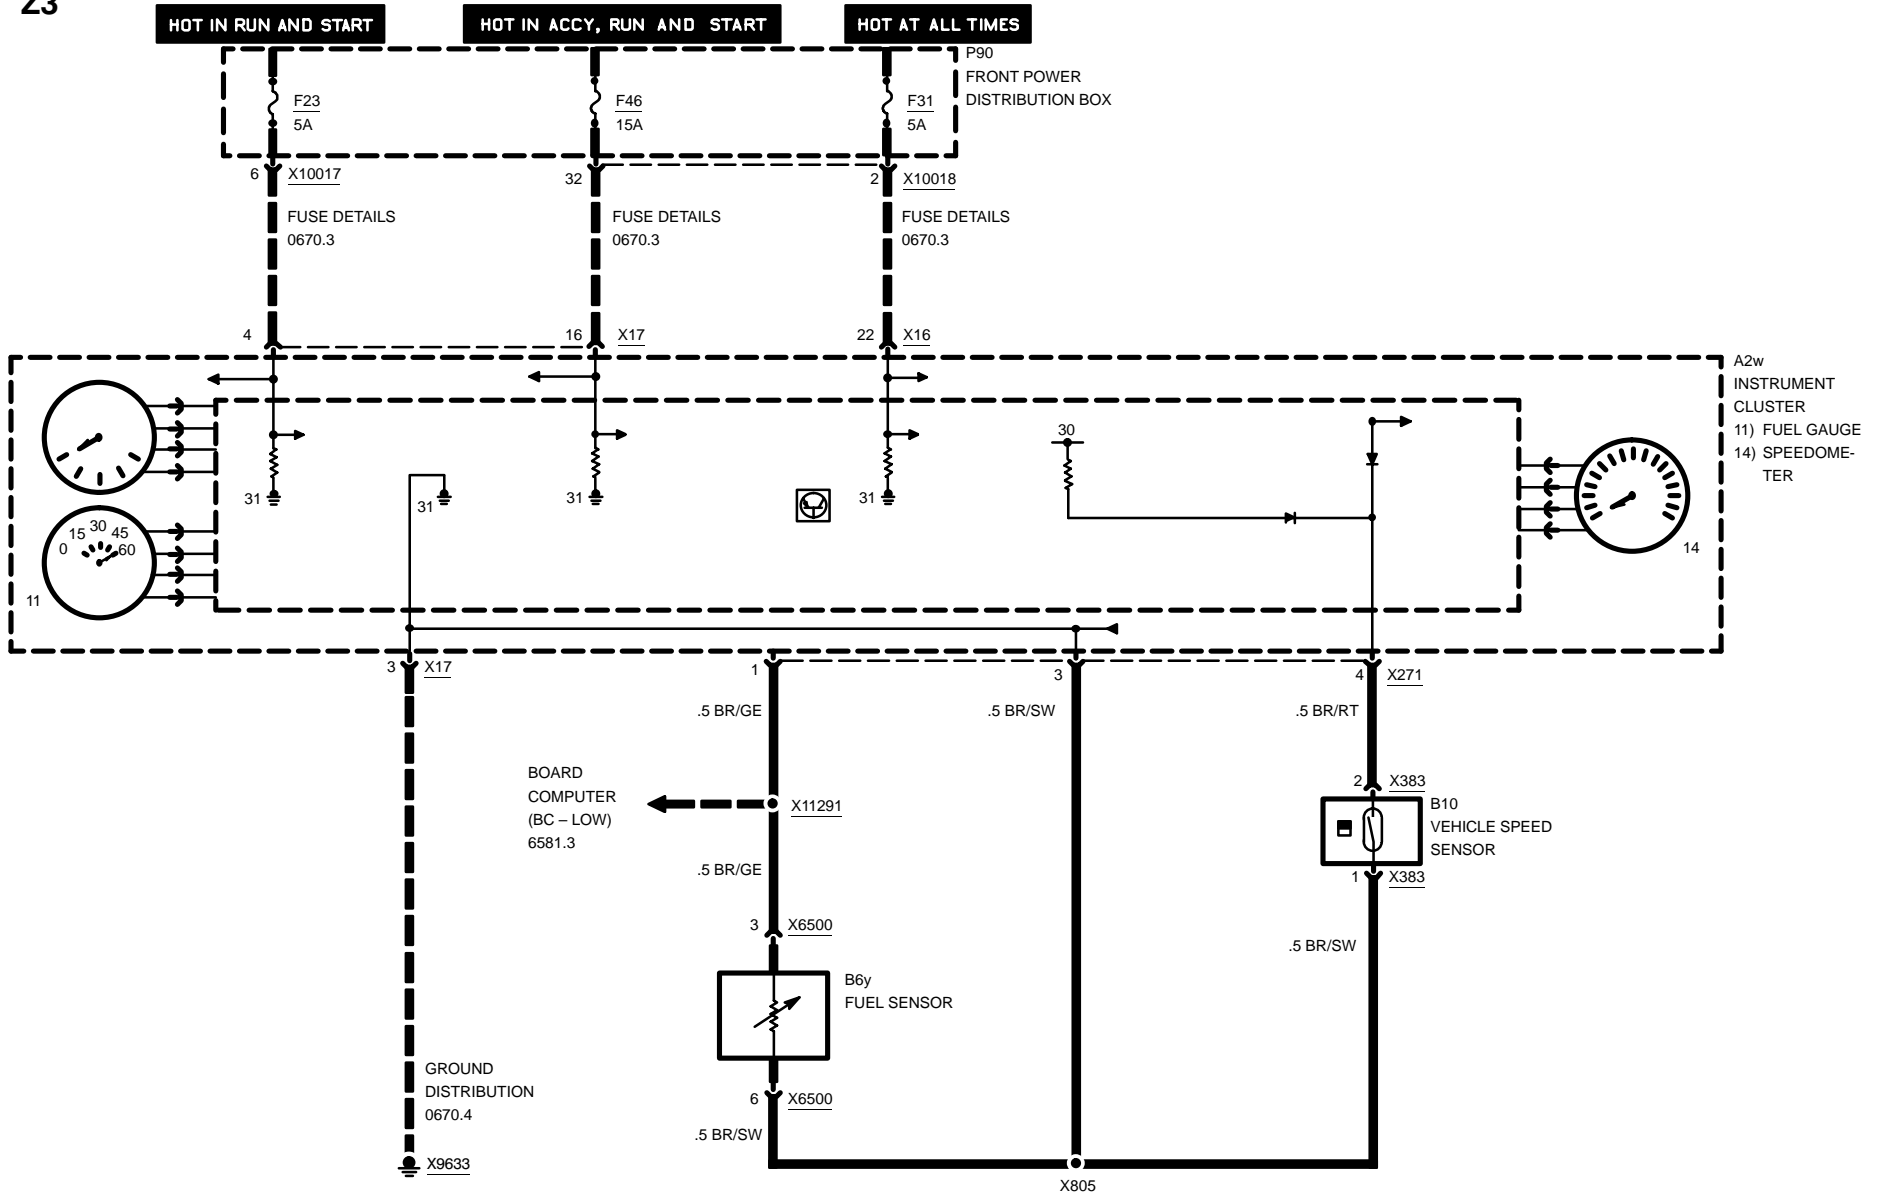 Z3
HOT IN RUN AND START
HOT IN ACCY, RUN AND START
HOT AT ALL TIMES
P90
FRONT POWER
DISTRIBUTION BOX
F23
5A
F46
15A
F31
5A
6 X10017
32
2 X10018
FUSE DETAILS
0670.3
FUSE DETAILS
0670.3
FUSE DETAILS
0670.3
4
16 X17
22 X16
A2w
INSTRUMENT
CLUSTER
11) FUEL GAUGE
14) SPEEDOME-
TER
30
31
31
31
31
0 15 30 45 60
11
14
3 X17
1
3
4 X271
.5 BR/GE
.5 BR/SW
.5 BR/RT
BOARD
COMPUTER
(BC – LOW)
6581.3
X11291
2 X383
B10
VEHICLE SPEED
SENSOR
1 X383
.5 BR/GE
3 X6500
.5 BR/SW
B6y
FUEL SENSOR
GROUND
DISTRIBUTION
0670.4
6 X6500
.5 BR/SW
X9633
X805